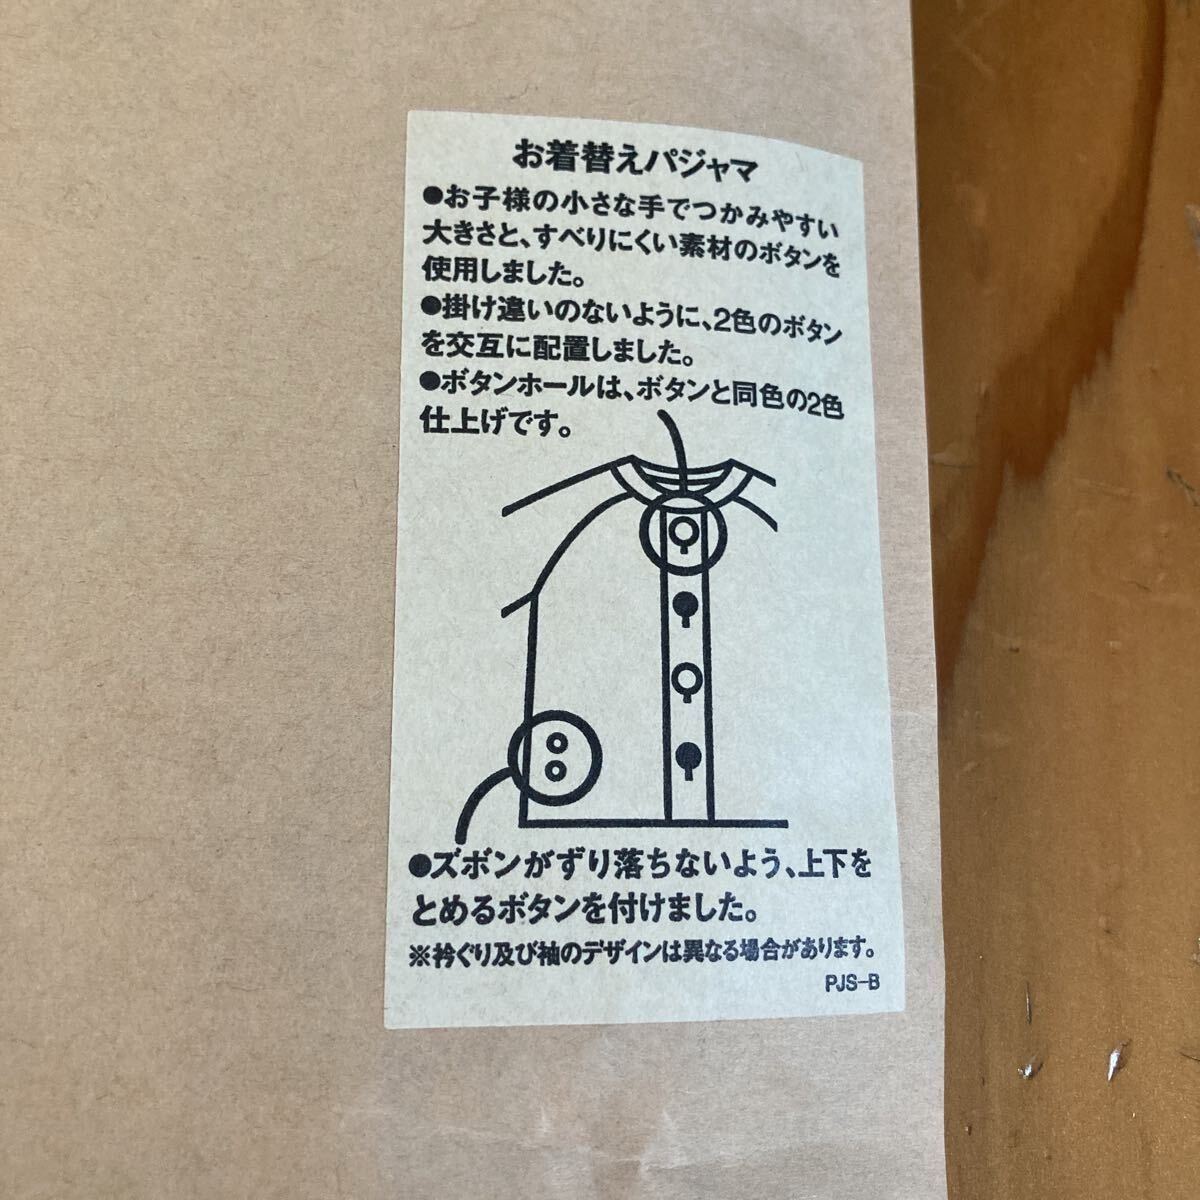 お着替えパジャマ
●お子様の小さな手でつかみやすい
大きさと、すべりにくい素材のボタンを
使用しました。
●掛け違いのないように、2色のボタン
を交互に配置しました。
●ボタンホールは、ボタンと同色の2色
仕上げです。
●ズボンがずり落ちないよう、上下を
とめるボタンを付けました。
※衿ぐり及び袖のデザインは異なる場合があります。
PJS-B